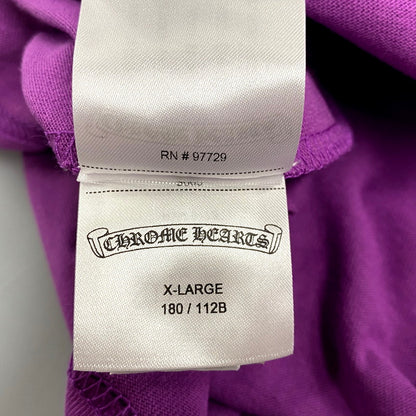 RN # 97729
CHROME HEARTS
X-LARGE
180 / 112B